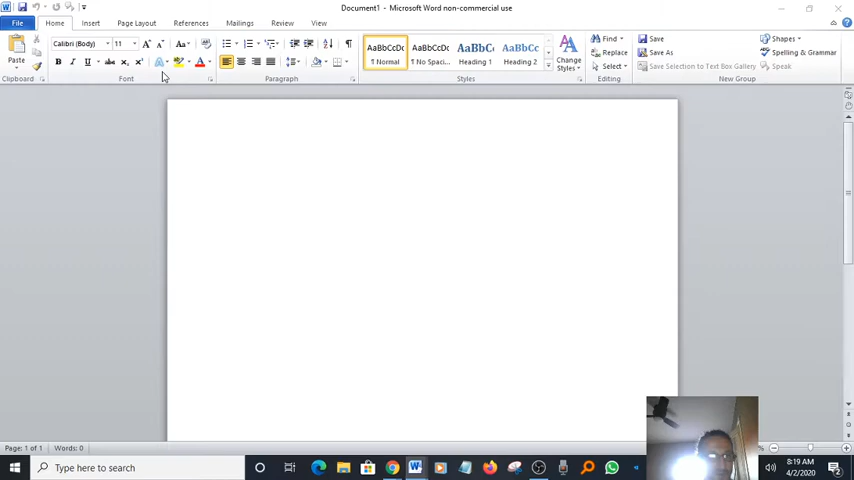 Document1 - Microsoft Word non-commercial use
File Home Insert Page Layout References Mailings Review View
Paste
Calibri (Body) 11
AaBbCcDc AaBbCcDc AaBbC AaBbCc
¶ Normal ¶ No Spaci... Heading 1 Heading 2
Change
Styles
Find
Replace
Select
Save
Save As
Save Selection to Text Box Gallery
Shapes
Spelling & Grammar
Speak
Clipboard Font Paragraph Styles Editing New Group
Page: 1 of 1 Words: 0
Type here to search
8:19 AM
4/2/2020